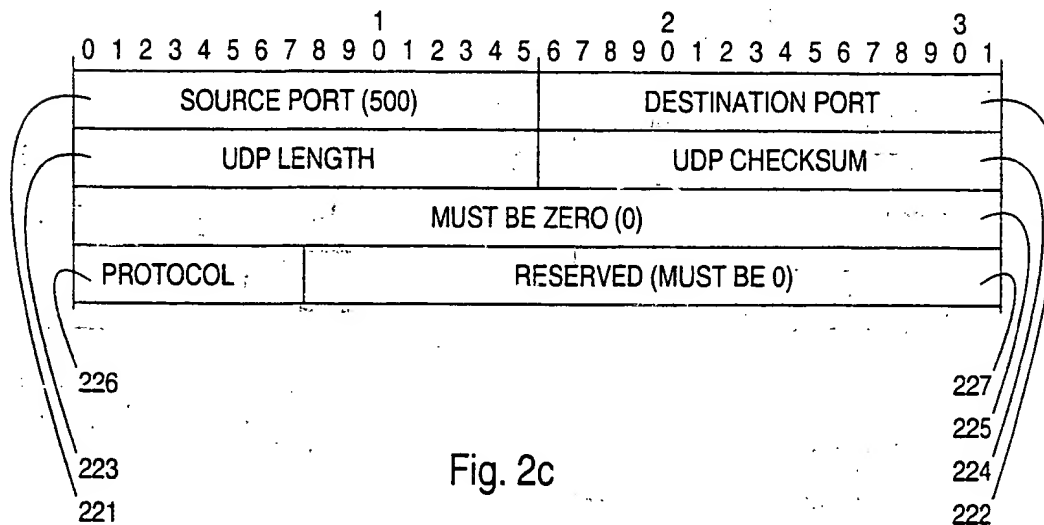 1 2 3
0 1 2 3 4 5 6 7 8 9 0 1 2 3 4 5 6 7 8 9 0 1 2 3 4 5 6 7 8 9 0 1
SOURCE PORT (500) DESTINATION PORT
UDP LENGTH UDP CHECKSUM
MUST BE ZERO (0)
PROTOCOL RESERVED (MUST BE 0)
226 227
225
223 Fig. 2c 224
221 222